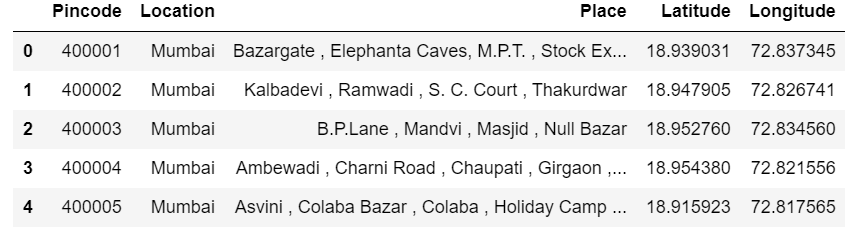 Pincode Location Place Latitude Longitude
0 400001 Mumbai Bazargate , Elephanta Caves, M.P.T. , Stock Ex... 18.939031 72.837345
1 400002 Mumbai Kalbadevi , Ramwadi , S. C. Court , Thakurdwar 18.947905 72.826741
2 400003 Mumbai B.P.Lane , Mandvi , Masjid , Null Bazar 18.952760 72.834560
3 400004 Mumbai Ambewadi , Charni Road , Chaupati , Girgaon ,... 18.954380 72.821556
4 400005 Mumbai Asvini , Colaba Bazar , Colaba , Holiday Camp ... 18.915923 72.817565